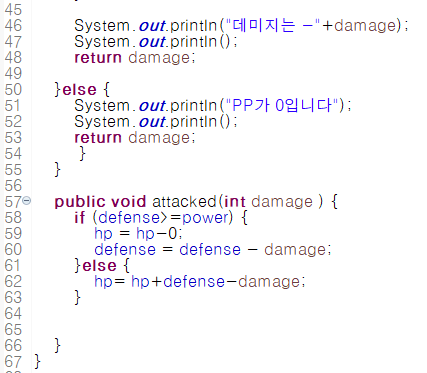 45
46 System.out.println("데미지는 -"+damage);
47 System.out.println();
48 return damage;
49
50 }else {
51 System.out.println("PP가 0입니다");
52 System.out.println();
53 return damage;
54 }
55 }
56
57 public void attacked(int damage ) {
58 if (defense>=power) {
59 hp = hp-0;
60 defense = defense - damage;
61 }else {
62 hp= hp+defense-damage;
63 }
64
65
66 }
67 }